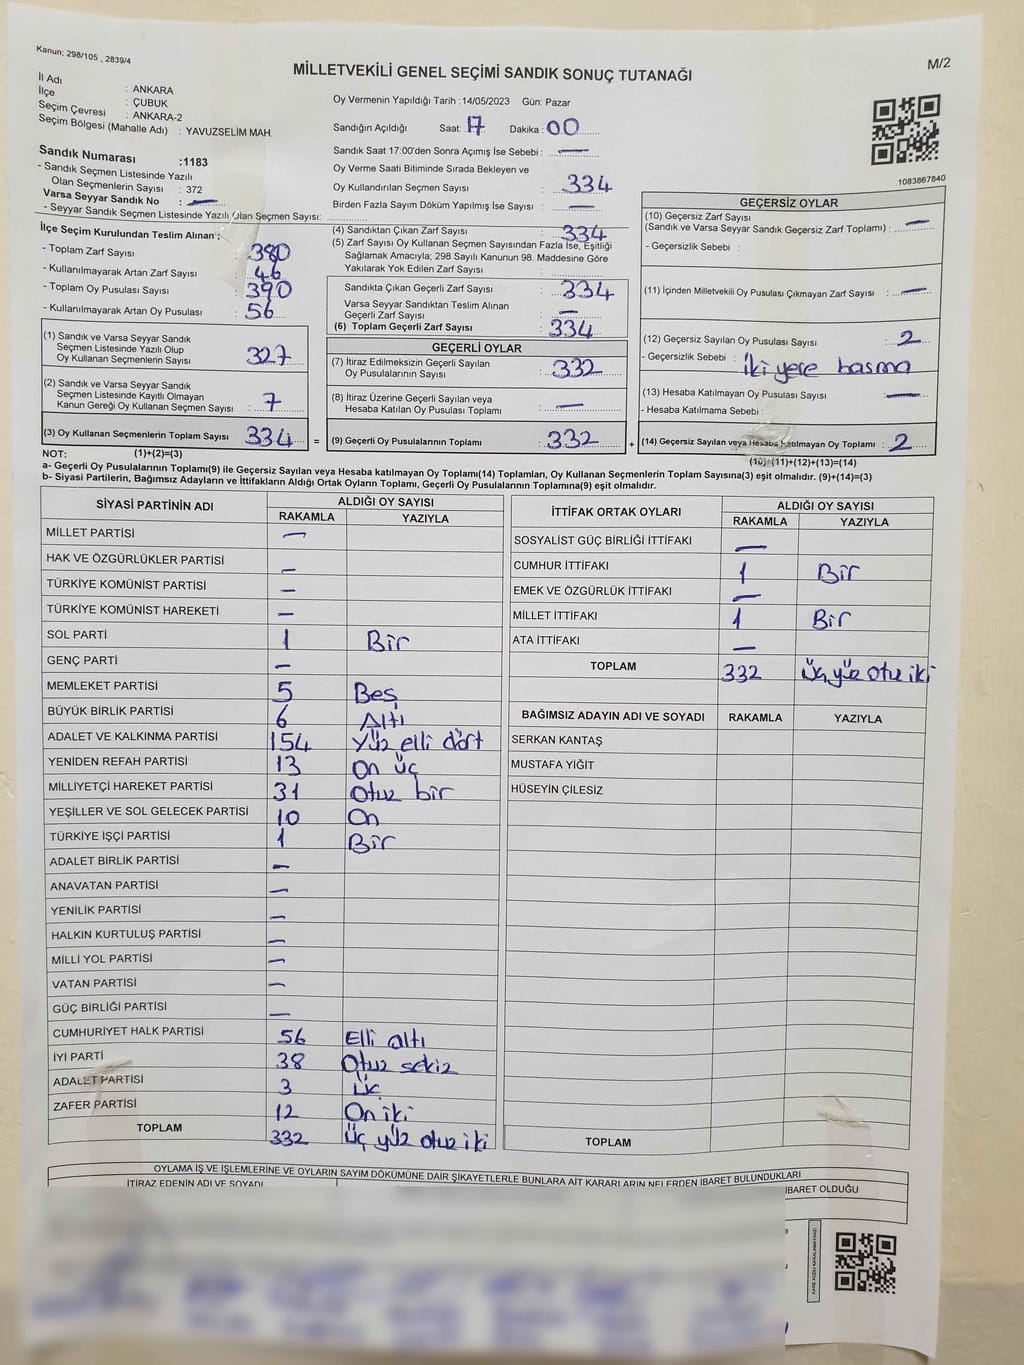 Kanun; 298/105 , 2839/4
M/2
MİLLETVEKİLİ GENEL SEÇİMİ SANDIK SONUÇ TUTANAĞI
İl Adı : ANKARA
İlçe : ÇUBUK
Seçim Çevresi : ANKARA-2
Seçim Bölgesi (Mahalle Adı) : YAVUZSELİM MAH.
Oy Vermenin Yapıldığı Tarih :14/05/2023 Gün: Pazar
Sandığın Açıldığı Saat: 17 Dakika : 00
Sandık Saat 17:00'den Sonra Açımış İse Sebebi : —
Oy Verme Saati Bitiminde Sırada Bekleyen ve
Oy Kullandırılan Seçmen Sayısı : 334
Birden Fazla Sayım Döküm Yapılmış İse Sayısı : —
1083867840
Sandık Numarası :1183
- Sandık Seçmen Listesinde Yazılı
Olan Seçmenlerin Sayısı : 372
Varsa Seyyar Sandık No : —
- Seyyar Sandık Seçmen Listesinde Yazılı Olan Seçmen Sayısı:
İlçe Seçim Kurulundan Teslim Alınan ;
- Toplam Zarf Sayısı : 380
- Kullanılmayarak Artan Zarf Sayısı : 46
- Toplam Oy Pusulası Sayısı : 390
- Kullanılmayarak Artan Oy Pusulası : 56
(1) Sandık ve Varsa Seyyar Sandık
Seçmen Listesinde Yazılı Olup
Oy Kullanan Seçmenlerin Sayısı : 327
(2) Sandık ve Varsa Seyyar Sandık
Seçmen Listesinde Kayıtlı Olmayan
Kanun Gereği Oy Kullanan Seçmen Sayısı : 7
(3) Oy Kullanan Seçmenlerin Toplam Sayısı : 334 =
(4) Sandıktan Çıkan Zarf Sayısı : 334
(5) Zarf Sayısı Oy Kullanan Seçmen Sayısından Fazla İse, Eşitliği
Sağlamak Amacıyla; 298 Sayılı Kanunun 98. Maddesine Göre
Yakılarak Yok Edilen Zarf Sayısı :
Sandıkta Çıkan Geçerli Zarf Sayısı : 334
Varsa Seyyar Sandıktan Teslim Alınan
Geçerli Zarf Sayısı : —
(6) Toplam Geçerli Zarf Sayısı : 334
GEÇERLİ OYLAR
(7) İtiraz Edilmeksizin Geçerli Sayılan
Oy Pusulalarının Sayısı : 332
(8) İtiraz Üzerine Geçerli Sayılan veya
Hesaba Katılan Oy Pusulası Toplamı : —
(9) Geçerli Oy Pusulalarının Toplamı : 332 +
GEÇERSİZ OYLAR
(10) Geçersiz Zarf Sayısı
(Sandık ve Varsa Seyyar Sandık Geçersiz Zarf Toplamı) : —
- Geçersizlik Sebebi :
(11) İçinden Milletvekili Oy Pusulası Çıkmayan Zarf Sayısı : —
(12) Geçersiz Sayılan Oy Pusulası Sayısı : 2
- Geçersizlik Sebebi : İki yere basma
(13) Hesaba Katılmayan Oy Pusulası Sayısı : —
- Hesaba Katılmama Sebebi :
(14) Geçersiz Sayılan veya Hesaba Katılmayan Oy Toplamı : 2
NOT: (1)+(2)=(3)
(10)+(11)+(12)+(13)=(14)
a- Geçerli Oy Pusulalarının Toplamı(9) ile Geçersiz Sayılan veya Hesaba katılmayan Oy Toplamı(14) Toplamları, Oy Kullanan Seçmenlerin Toplam Sayısına(3) eşit olmalıdır. (9)+(14)=(3)
b- Siyasi Partilerin, Bağımsız Adayların ve İttifakların Aldığı Ortak Oyların Toplamı, Geçerli Oy Pusulalarının Toplamına(9) eşit olmalıdır.
SİYASİ PARTİNİN ADI ALDIĞI OY SAYISI
RAKAMLA YAZIYLA
MİLLET PARTİSİ —
HAK VE ÖZGÜRLÜKLER PARTİSİ —
TÜRKİYE KOMÜNİST PARTİSİ —
TÜRKİYE KOMÜNİST HAREKETİ —
SOL PARTİ 1 Bir
GENÇ PARTİ —
MEMLEKET PARTİSİ 5 Beş
BÜYÜK BİRLİK PARTİSİ 6 Altı
ADALET VE KALKINMA PARTİSİ 154 Yüz elli dört
YENİDEN REFAH PARTİSİ 13 On üç
MİLLİYETÇİ HAREKET PARTİSİ 31 Otuz bir
YEŞİLLER VE SOL GELECEK PARTİSİ 10 On
TÜRKİYE İŞÇİ PARTİSİ 1 Bir
ADALET BİRLİK PARTİSİ —
ANAVATAN PARTİSİ —
YENİLİK PARTİSİ —
HALKIN KURTULUŞ PARTİSİ —
MİLLİ YOL PARTİSİ —
VATAN PARTİSİ —
GÜÇ BİRLİĞİ PARTİSİ —
CUMHURİYET HALK PARTİSİ 56 Elli altı
İYİ PARTİ 38 Otuz sekiz
ADALET PARTİSİ 3 Üç
ZAFER PARTİSİ 12 On iki
TOPLAM 332 Üç yüz otuz iki
İTTİFAK ORTAK OYLARI ALDIĞI OY SAYISI
RAKAMLA YAZIYLA
SOSYALİST GÜÇ BİRLİĞİ İTTİFAKI —
CUMHUR İTTİFAKI 1 Bir
EMEK VE ÖZGÜRLÜK İTTİFAKI —
MİLLET İTTİFAKI 1 Bir
ATA İTTİFAKI —
TOPLAM 332 Üç yüz otuz iki
BAĞIMSIZ ADAYIN ADI VE SOYADI RAKAMLA YAZIYLA
SERKAN KANTAŞ
MUSTAFA YİĞİT
HÜSEYİN ÇİLESİZ
TOPLAM
OYLAMA İŞ VE İŞLEMLERİNE VE OYLARIN SAYIM DÖKÜMÜNE DAİR ŞİKAYETLERLE BUNLARA AİT KARARLARIN NELERDEN İBARET BULUNDUKLARI
İTİRAZ EDENİN ADI VE SOYADI
İBARET OLDUĞU